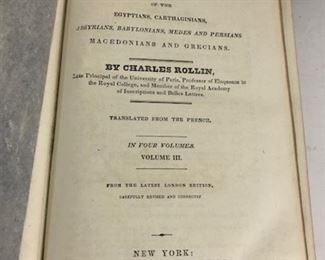 OF THE
EGYPTIANS, CARTHAGINIANS,
ASSYRIANS, BABYLONIANS, MEDES AND PERSIANS
MACEDONIANS AND GRECIANS.
BY CHARLES ROLLIN,
Late Principal of the University of Paris, Professor of Eloquence in
the Royal College, and Member of the Royal Academy
of Inscriptions and Belles Lettres.
TRANSLATED FROM THE FRENCH.
IN FOUR VOLUMES.
VOLUME III.
FROM THE LATEST LONDON EDITION,
CAREFULLY REVISED AND CORRECTED
NEW YORK: